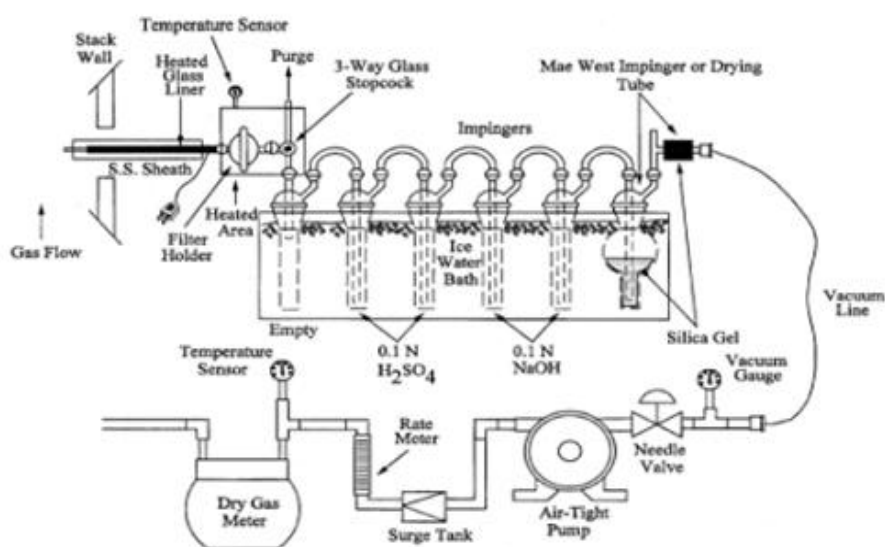 Temperature
Sensor
Stack
Wall
Heated
Glass
Liner
Purge
3-Way Glass
Stopcock
Mae West Impinger or Drying
Tube
Impingers
S.S. Sheath
Heated
Area
Filter
Holder
Gas Flow
Ice
Water
Bath
Empty
0.1 N
H2SO4
0.1 N
NaOH
Silica Gel
Vacuum
Line
Temperature
Sensor
Vacuum
Gauge
Rate
Meter
Needle
Valve
Dry Gas
Meter
Surge Tank
Air-Tight
Pump